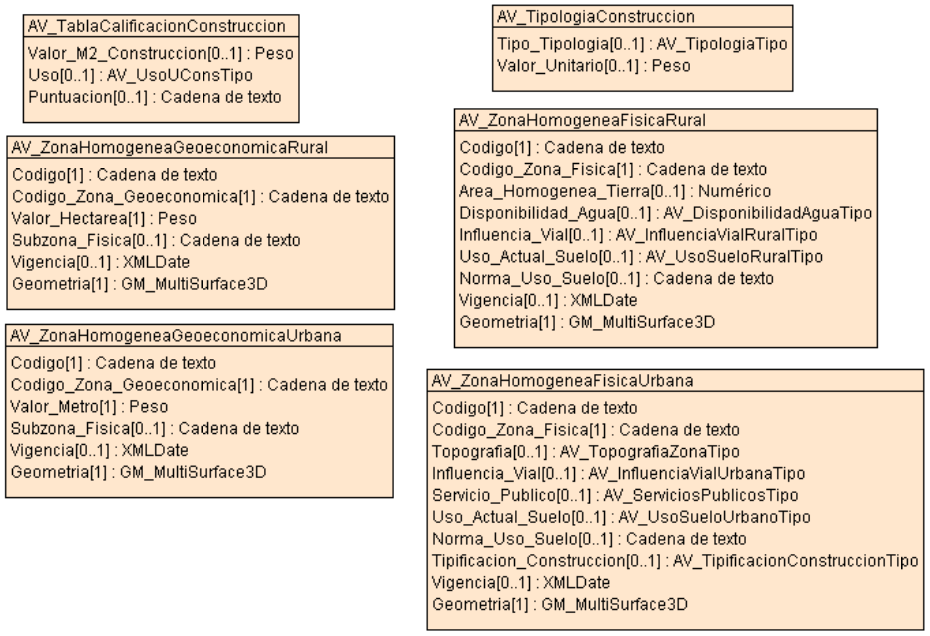 AV_TablaCalificacionConstruccion
Valor_M2_Construccion[0..1] : Peso
Uso[0..1] : AV_UsoUConsTipo
Puntuacion[0..1] : Cadena de texto
AV_TipologiaConstruccion
Tipo_Tipologia[0..1] : AV_TipologiaTipo
Valor_Unitario[0..1] : Peso
AV_ZonaHomogeneaGeoeconomicaRural
Codigo[1] : Cadena de texto
Codigo_Zona_Geoeconomica[1] : Cadena de texto
Valor_Hectarea[1] : Peso
Subzona_Fisica[0..1] : Cadena de texto
Vigencia[0..1] : XMLDate
Geometria[1] : GM_MultiSurface3D
AV_ZonaHomogeneaFisicaRural
Codigo[1] : Cadena de texto
Codigo_Zona_Fisica[1] : Cadena de texto
Area_Homogenea_Tierra[0..1] : Numérico
Disponibilidad_Agua[0..1] : AV_DisponibilidadAguaTipo
Influencia_Vial[0..1] : AV_InfluenciaVialRuralTipo
Uso_Actual_Suelo[0..1] : AV_UsoSueloRuralTipo
Norma_Uso_Suelo[0..1] : Cadena de texto
Vigencia[0..1] : XMLDate
Geometria[1] : GM_MultiSurface3D
AV_ZonaHomogeneaGeoeconomicaUrbana
Codigo[1] : Cadena de texto
Codigo_Zona_Geoeconomica[1] : Cadena de texto
Valor_Metro[1] : Peso
Subzona_Fisica[0..1] : Cadena de texto
Vigencia[0..1] : XMLDate
Geometria[1] : GM_MultiSurface3D
AV_ZonaHomogeneaFisicaUrbana
Codigo[1] : Cadena de texto
Codigo_Zona_Fisica[1] : Cadena de texto
Topografia[0..1] : AV_TopografiaZonaTipo
Influencia_Vial[0..1] : AV_InfluenciaVialUrbanaTipo
Servicio_Publico[0..1] : AV_ServiciosPublicosTipo
Uso_Actual_Suelo[0..1] : AV_UsoSueloUrbanoTipo
Norma_Uso_Suelo[0..1] : Cadena de texto
Tipificacion_Construccion[0..1] : AV_TipificacionConstruccionTipo
Vigencia[0..1] : XMLDate
Geometria[1] : GM_MultiSurface3D